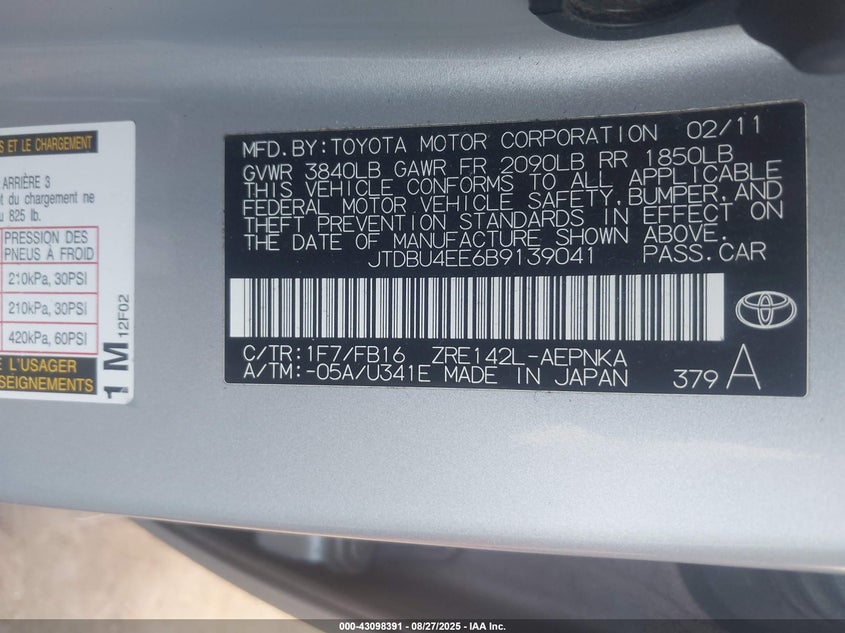 S ET LE CHARGEMENT
ARRIÈRE 3
t du chargement ne
u 825 lb.
PRESSION DES
PNEUS À FROID
210kPa, 30PSI
210kPa, 30PSI
420kPa, 60PSI
E L'USAGER
SEIGNEMENTS
1M 12F02
MFD.BY:TOYOTA MOTOR CORPORATION 02/11
GVWR 3840LB GAWR FR 2090LB RR 1850LB
THIS VEHICLE CONFORMS TO ALL APPLICABLE
FEDERAL MOTOR VEHICLE SAFETY,BUMPER,AND
THEFT PREVENTION STANDARDS IN EFFECT ON
THE DATE OF MANUFACTURE SHOWN ABOVE.
JTDBU4EE6B9139041 PASS.CAR
C/TR:1F7/FB16 ZRE142L-AEPNKA
A/TM:-05A/U341E MADE IN JAPAN 379 A
000-43098391 - 08/27/2025 - IAA Inc.